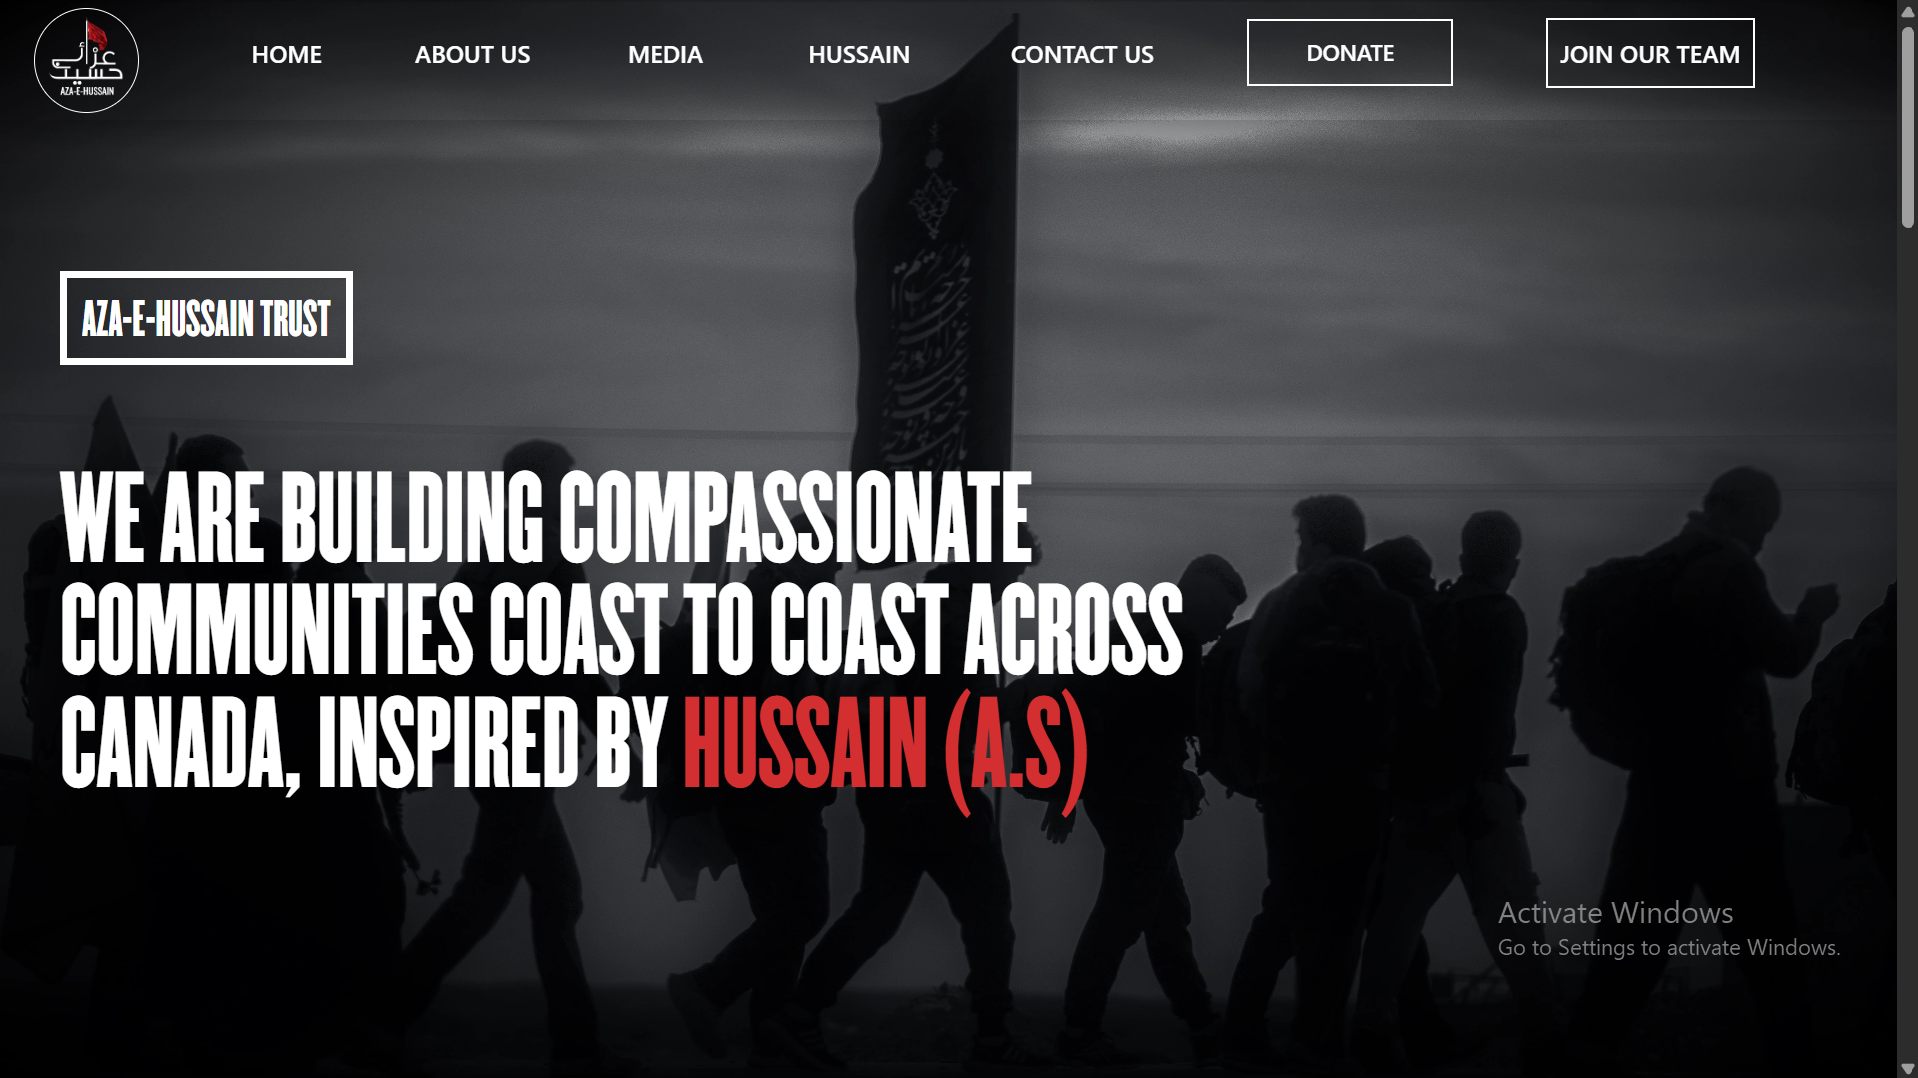 عزائے
حسین
AZA-E-HUSSAIN
HOME
ABOUT US
MEDIA
HUSSAIN
CONTACT US
DONATE
JOIN OUR TEAM
AZA-E-HUSSAIN TRUST
WE ARE BUILDING COMPASSIONATE
COMMUNITIES COAST TO COAST ACROSS
CANADA, INSPIRED BY HUSSAIN (A.S)
Activate Windows
Go to Settings to activate Windows.